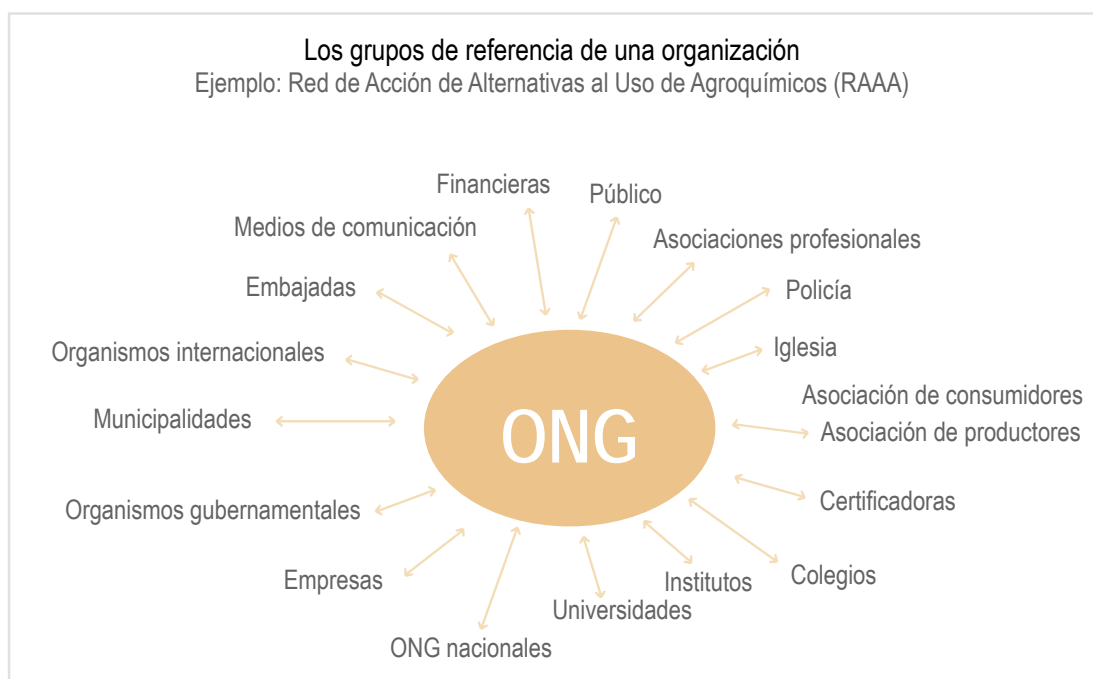 Los grupos de referencia de una organización
Ejemplo: Red de Acción de Alternativas al Uso de Agroquímicos (RAAA)
Financieras
Público
Medios de comunicación
Asociaciones profesionales
Embajadas
Policía
Organismos internacionales
Iglesia
Asociación de consumidores
Municipalidades
Asociación de productores
ONG
Organismos gubernamentales
Certificadoras
Empresas
Institutos
Colegios
Universidades
ONG nacionales